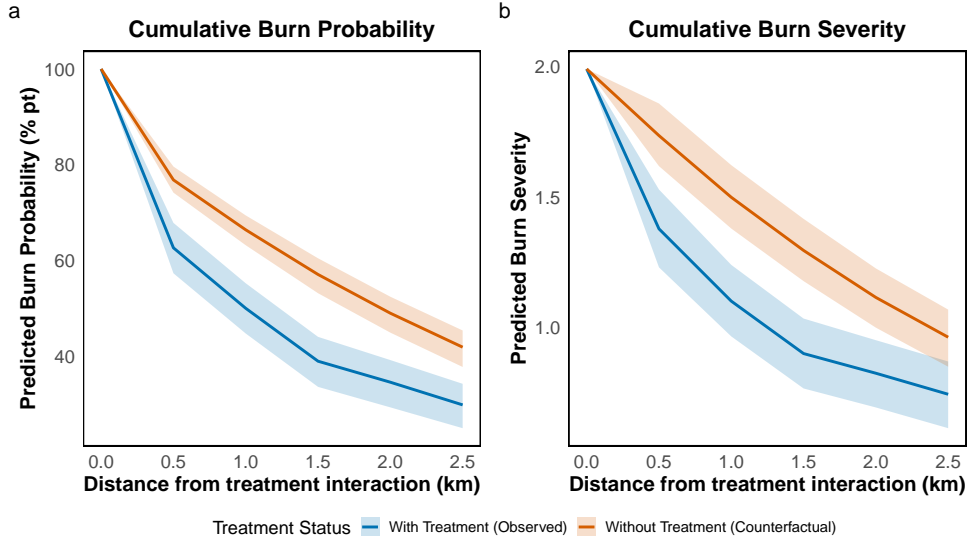 a
Cumulative Burn Probability
Predicted Burn Probability (% pt)
100
80
60
40
0.0 0.5 1.0 1.5 2.0 2.5
Distance from treatment interaction (km)
b
Cumulative Burn Severity
Predicted Burn Severity
2.0
1.5
1.0
0.0 0.5 1.0 1.5 2.0 2.5
Distance from treatment interaction (km)
Treatment Status With Treatment (Observed) Without Treatment (Counterfactual)